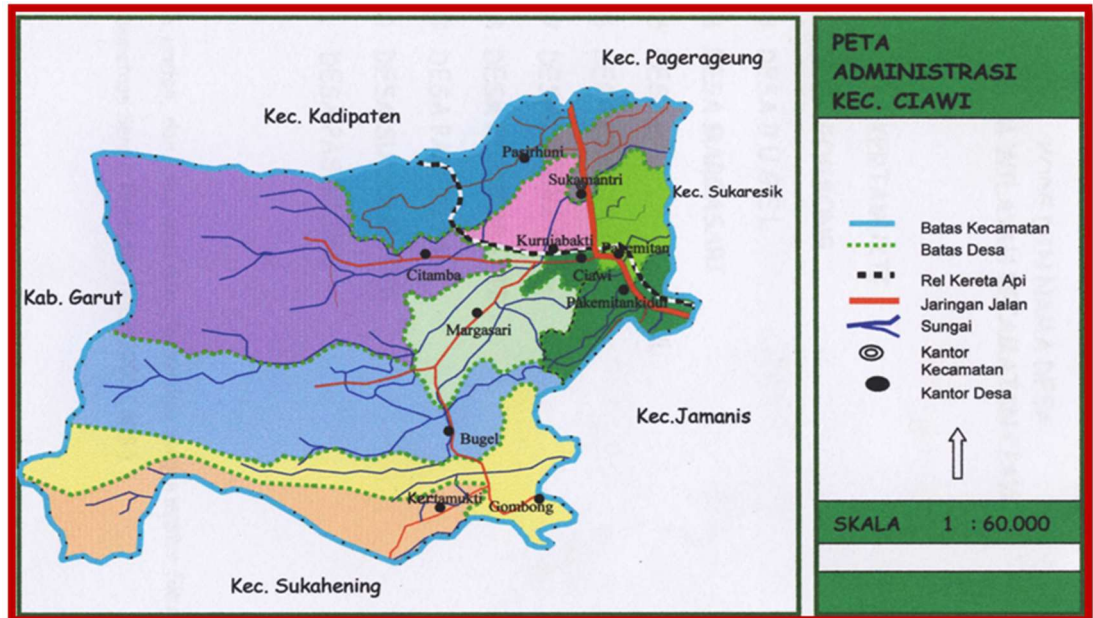 Kec. Pagerageung
Kec. Kadipaten
Pasirhuni
Sukamantri
Kec. Sukaresik
Kurniabakti
Pakemitan
Citamba
Ciawi
Kab. Garut
Pakemitankidul
Margasari
Kec.Jamanis
Bugel
Kertamukti
Gombong
Kec. Sukahening
PETA
ADMINISTRASI
KEC. CIAWI
Batas Kecamatan
Batas Desa
Rel Kereta Api
Jaringan Jalan
Sungai
Kantor
Kecamatan
Kantor Desa
SKALA 1 : 60.000